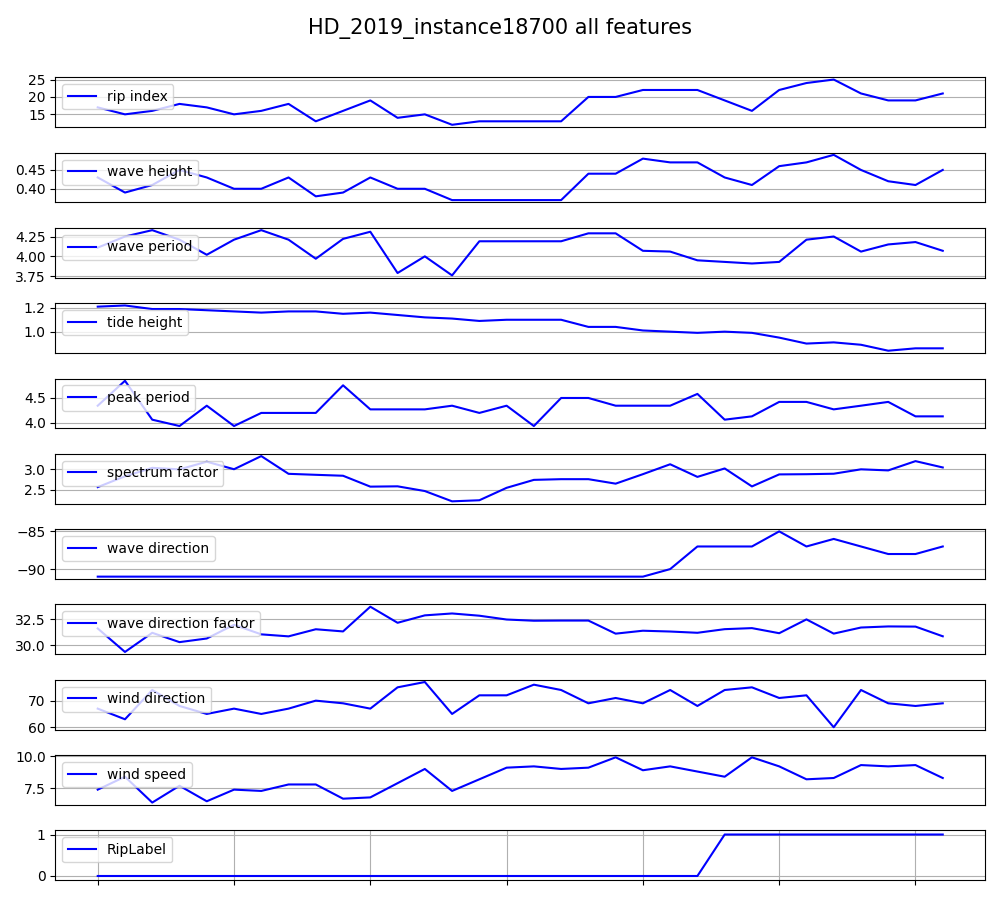 HD_2019_instance18700 all features
25
20
15
rip index
0.45
0.40
wave height
4.25
4.00
3.75
wave period
1.2
1.0
tide height
4.5
4.0
peak period
3.0
2.5
spectrum factor
−85
−90
wave direction
32.5
30.0
wave direction factor
70
60
wind direction
10.0
7.5
wind speed
1
0
RipLabel